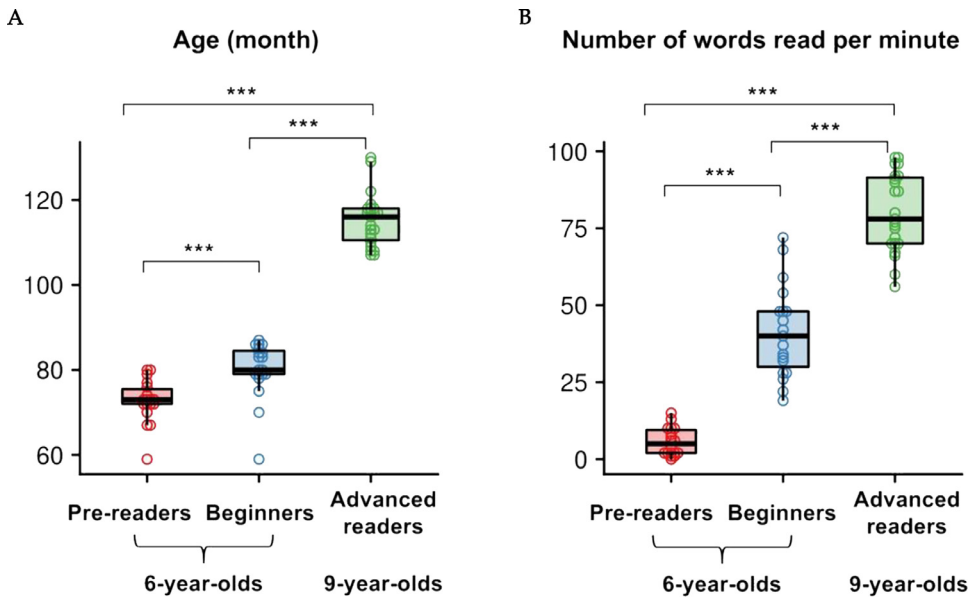 A
Age (month)
***
***
***
120
100
80
60
Pre-readers
Beginners
Advanced
readers
6-year-olds
9-year-olds
B
Number of words read per minute
***
***
***
100
75
50
25
0
Pre-readers
Beginners
Advanced
readers
6-year-olds
9-year-olds